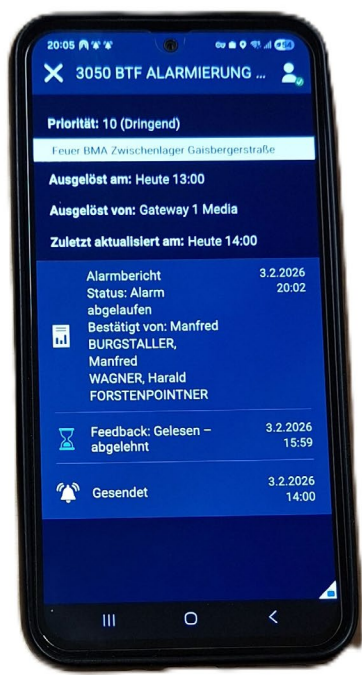 20:05
54
3050 BTF ALARMIERUNG ...
Priorität: 10 (Dringend)
Feuer BMA Zwischenlager Gaisbergerstraße
Ausgelöst am: Heute 13:00
Ausgelöst von: Gateway 1 Media
Zuletzt aktualisiert am: Heute 14:00
Alarmbericht
Status: Alarm
abgelaufen
Bestätigt von: Manfred
BURGSTALLER,
Manfred
WAGNER, Harald
FORSTENPOINTNER
3.2.2026
20:02
Feedback: Gelesen –
abgelehnt
3.2.2026
15:59
Gesendet
3.2.2026
14:00